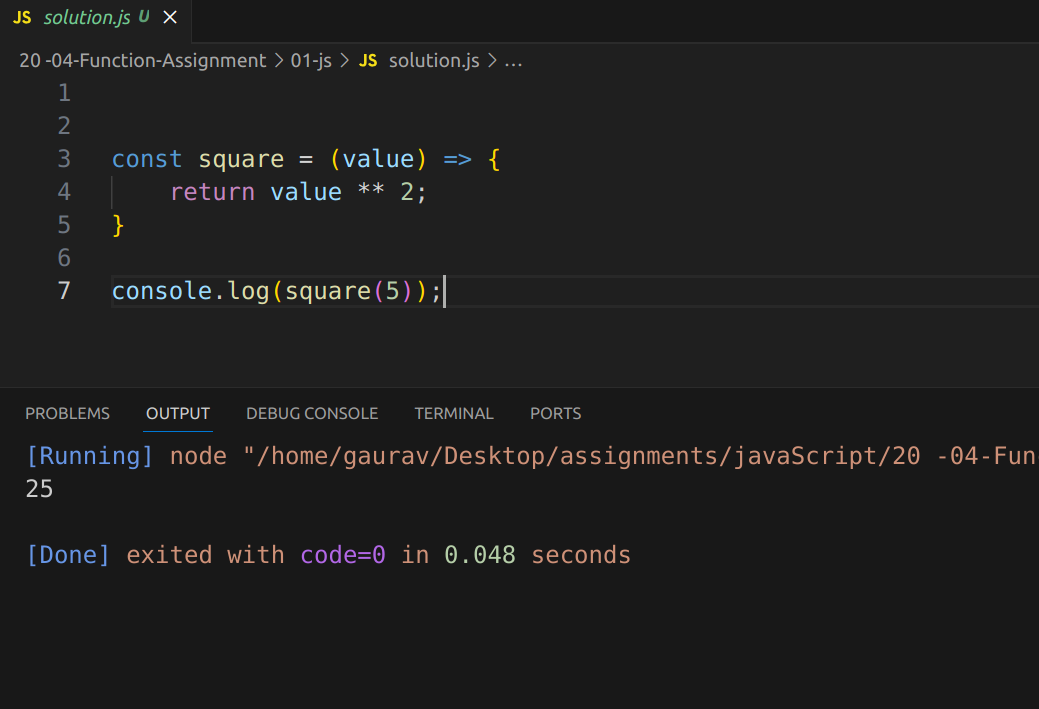 JS solution.js U ×
20 -04-Function-Assignment > 01-js > JS solution.js > ...
1
2
3 const square = (value) => {
4 return value ** 2;
5 }
6
7 console.log(square(5));
PROBLEMS OUTPUT DEBUG CONSOLE TERMINAL PORTS
[Running] node "/home/gaurav/Desktop/assignments/javaScript/20 -04-Fun
25
[Done] exited with code=0 in 0.048 seconds